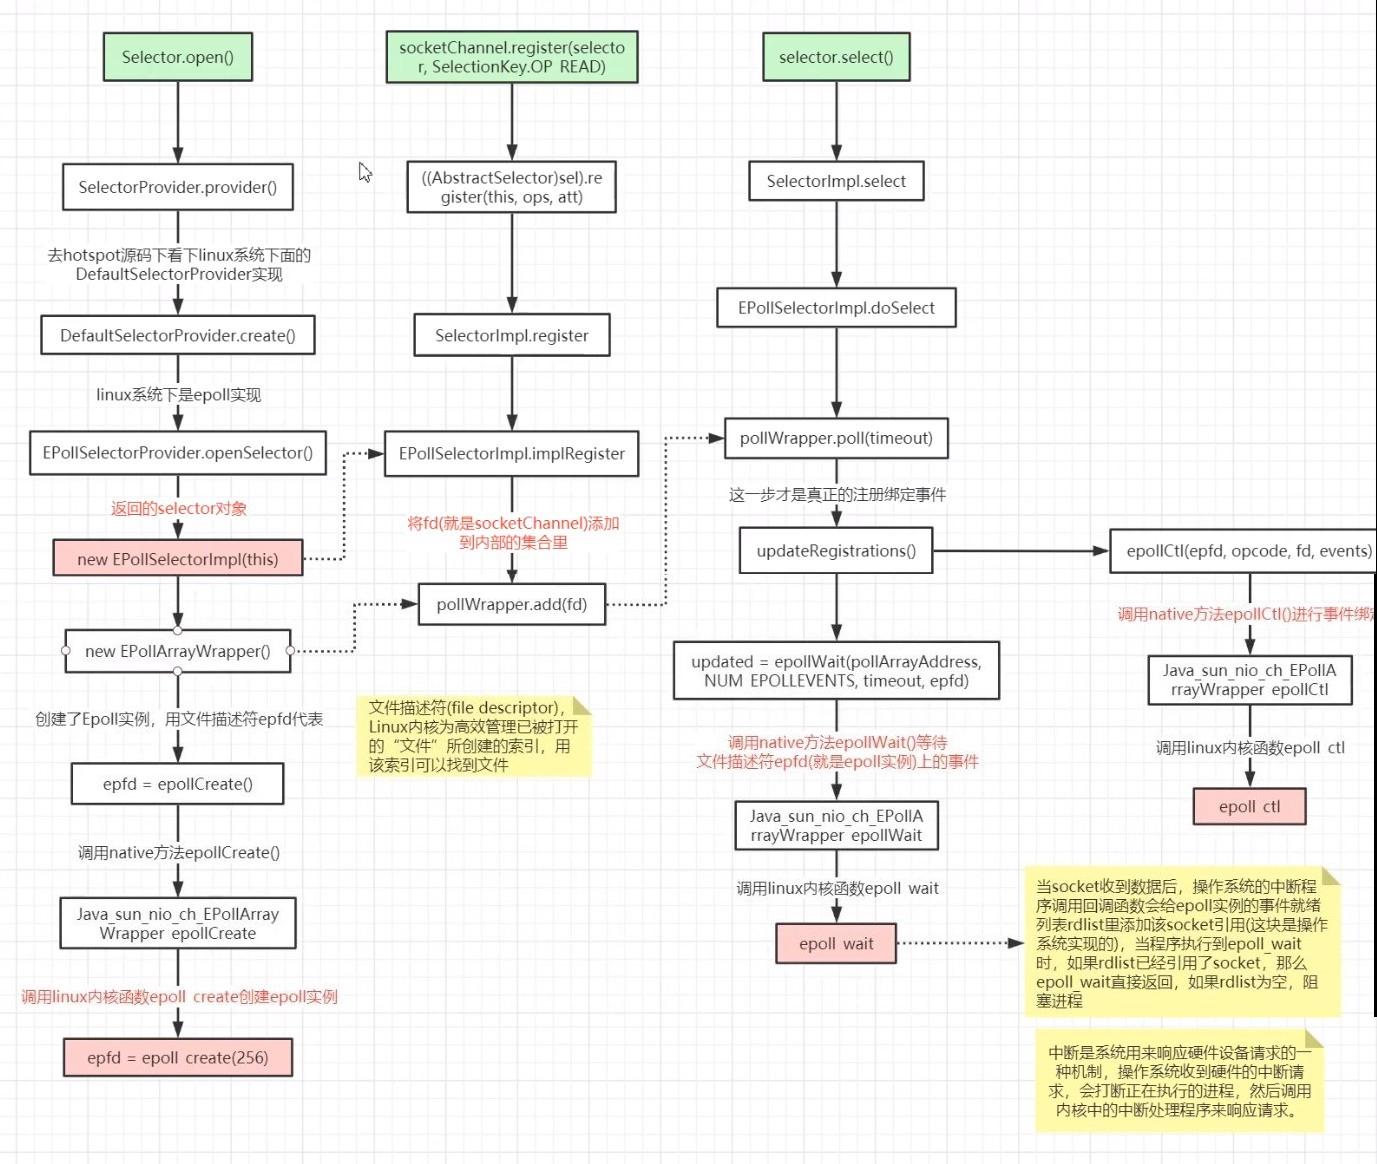 Selector.open()
SelectorProvider.provider()
去hotspot源码下看下linux系统下面的
DefaultSelectorProvider实现
DefaultSelectorProvider.create()
linux系统下是epoll实现
EPollSelectorProvider.openSelector()
返回的selector对象
new EPollSelectorImpl(this)
new EPollArrayWrapper()
创建了Epoll实例，用文件描述符epfd代表
epfd = epollCreate()
调用native方法epollCreate()
Java_sun_nio_ch_EPollArray
Wrapper epollCreate
调用linux内核函数epoll create创建epoll实例
epfd = epoll create(256)
socketChannel.register(selecto
r, SelectionKey.OP READ)
((AbstractSelector)sel).re
gister(this, ops, att)
SelectorImpl.register
EPollSelectorImpl.implRegister
将fd(就是socketChannel)添加
到内部的集合里
pollWrapper.add(fd)
文件描述符(file descriptor)，
Linux内核为高效管理已被打开
的“文件”所创建的索引，用
该索引可以找到文件
selector.select()
SelectorImpl.select
EPollSelectorImpl.doSelect
pollWrapper.poll(timeout)
这一步才是真正的注册绑定事件
updateRegistrations()
updated = epollWait(pollArrayAddress,
NUM EPOLLEVENTS, timeout, epfd)
调用native方法epollWait()等待
文件描述符epfd(就是epoll实例)上的事件
Java_sun_nio_ch_EPollA
rrayWrapper epollWait
调用linux内核函数epoll wait
epoll wait
epollCtl(epfd, opcode, fd, events)
调用native方法epollCtl()进行事件绑定
Java_sun_nio_ch_EPollA
rrayWrapper epollCtl
调用linux内核函数epoll ctl
epoll ctl
当socket收到数据后，操作系统的中断程
序调用回调函数会给epoll实例的事件就绪
列表rdlist里添加该socket引用(这块是操作
系统实现的)，当程序执行到epoll_wait
时，如果rdlist已经引用了socket，那么
epoll_wait直接返回，如果rdlist为空，阻
塞进程
中断是系统用来响应硬件设备请求的一
种机制，操作系统收到硬件的中断请
求，会打断正在执行的进程，然后调用
内核中的中断处理程序来响应请求。